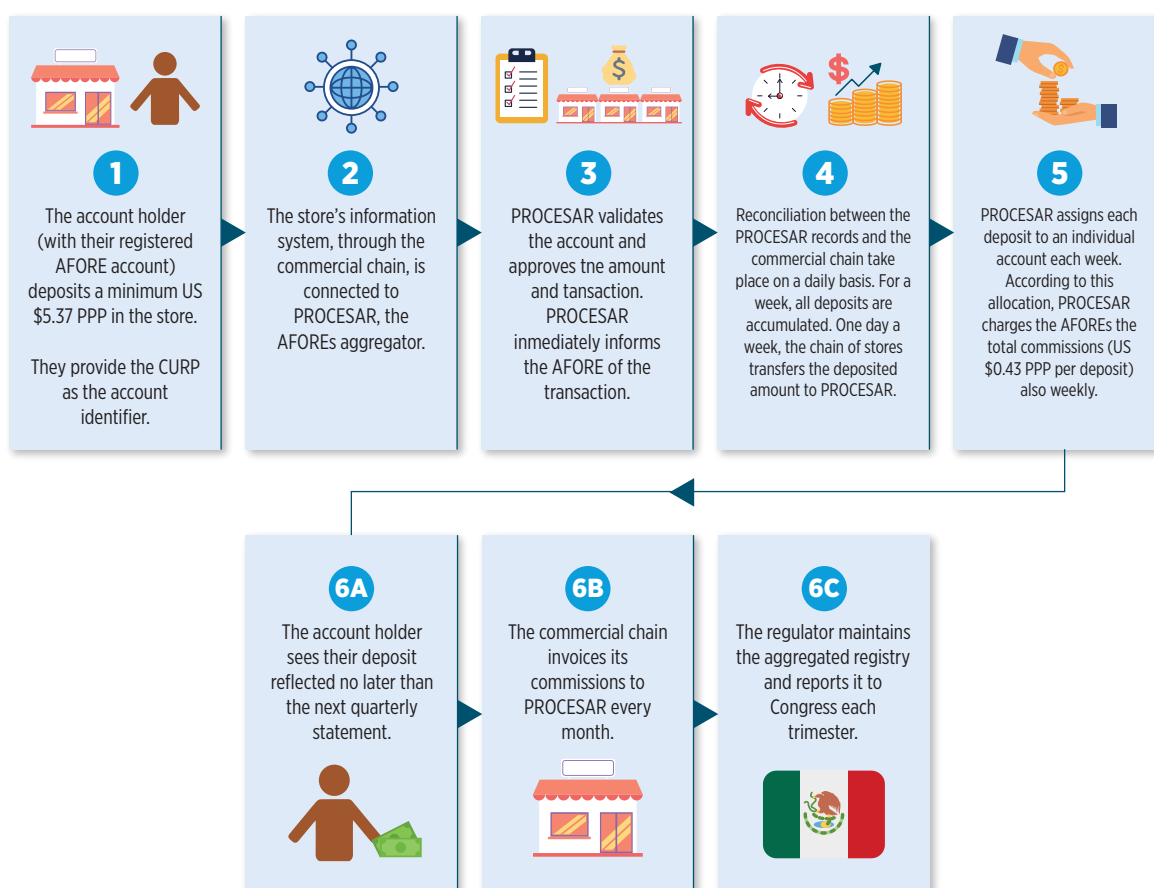 1
The account holder
(with their registered
AFORE account)
deposits a minimum US
$5.37 PPP in the store.
They provide the CURP
as the account
identifier.
2
The store's information
system, through the
commercial chain, is
connected to
PROCESAR, the
AFOREs aggregator.
$
3
PROCESAR validates
the account and
approves tne amount
and tansaction.
PROCESAR
inmediately informs
the AFORE of the
transaction.
$
4
Reconciliation between the
PROCESAR records and the
commercial chain take
place on a daily basis. For a
week, all deposits are
accumulated. One day a
week, the chain of stores
transfers the deposited
amount to PROCESAR.
5
PROCESAR assigns each
deposit to an individual
account each week.
According to this
allocation, PROCESAR
charges the AFOREs the
total commissions (US
$0.43 PPP per deposit)
also weekly.
6A
The account holder
sees their deposit
reflected no later than
the next quarterly
statement.
6B
The commercial chain
invoices its
commissions to
PROCESAR every
month.
6C
The regulator maintains
the aggregated registry
and reports it to
Congress each
trimester.